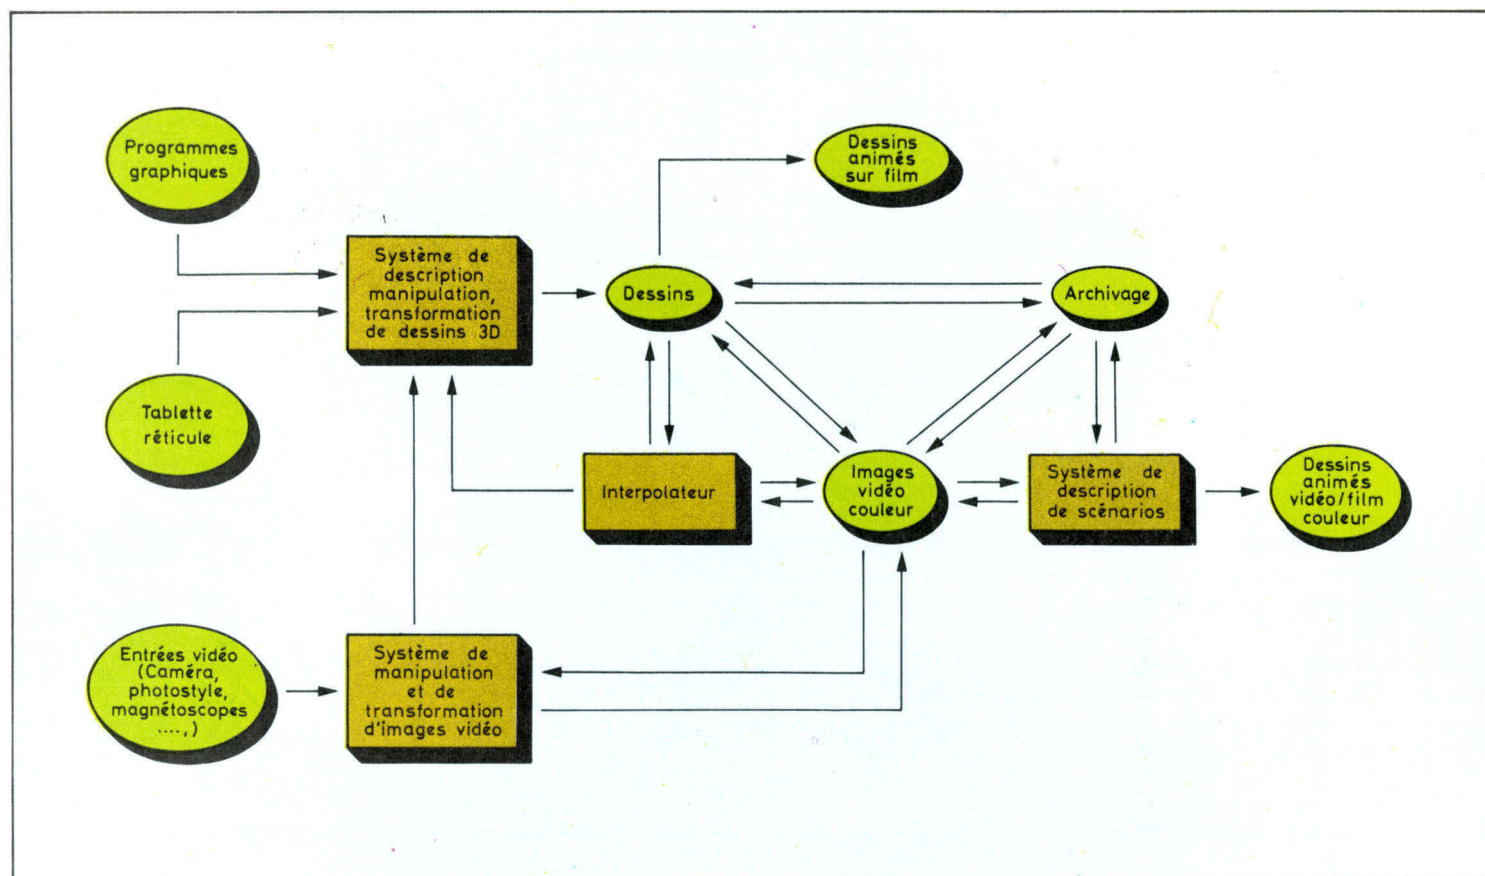 Programmes
graphiques
Dessins
animés
sur film
Système de
description
manipulation,
transformation
de dessins 3D
Dessins
Archivage
Tablette
réticule
Interpolateur
Images
vidéo
couleur
Système de
description
de scénarios
Dessins
animés
vidéo/film
couleur
Entrées vidéo
(Caméra,
photostyle,
magnétoscopes
....,)
Système de
manipulation
et de
transformation
d'images vidéo